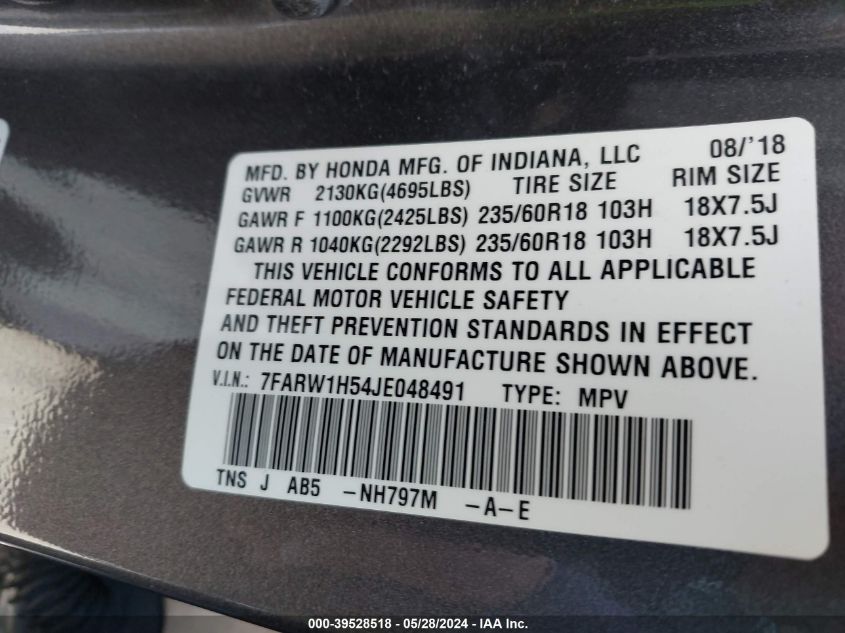 MFD. BY HONDA MFG. OF INDIANA, LLC 08/'18
GVWR 2130KG(4695LBS) TIRE SIZE RIM SIZE
GAWR F 1100KG(2425LBS) 235/60R18 103H 18X7.5J
GAWR R 1040KG(2292LBS) 235/60R18 103H 18X7.5J
THIS VEHICLE CONFORMS TO ALL APPLICABLE
FEDERAL MOTOR VEHICLE SAFETY
AND THEFT PREVENTION STANDARDS IN EFFECT
ON THE DATE OF MANUFACTURE SHOWN ABOVE.
V.I.N.: 7FARW1H54JE048491 TYPE: MPV
TNS J AB5 -NH797M -A-E
000-39528518 - 05/28/2024 - IAA Inc.